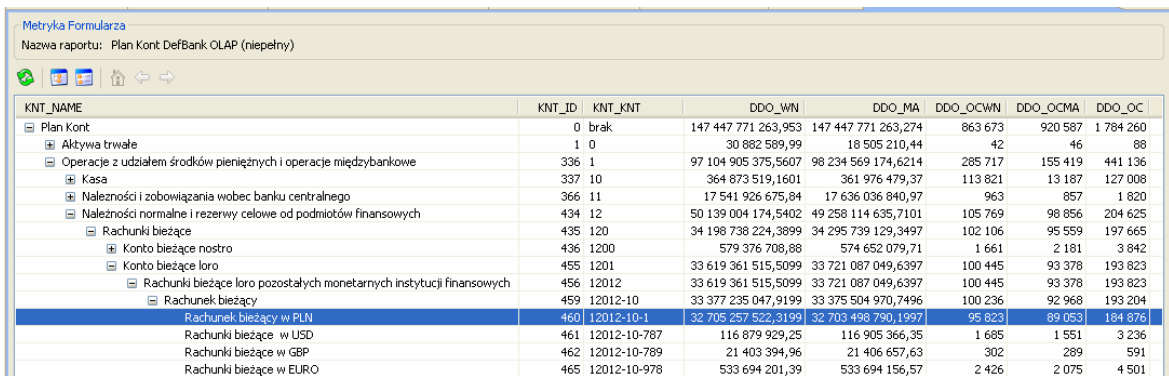 Metryka Formularza
Nazwa raportu: Plan Kont DefBank OLAP (niepełny)
KNT_NAME KNT_ID KNT_KNT DDO_WN DDO_MA DDO_OCWN DDO_OCMA DDO_OC
Plan Kont 0 brak 147 447 771 263,953 147 447 771 263,274 863 673 920 587 1 784 260
Aktywa trwałe 1 0 30 882 589,99 18 505 210,44 42 46 88
Operacje z udziałem środków pieniężnych i operacje międzybankowe 336 1 97 104 905 375,5607 98 234 569 174,6214 285 717 155 419 441 136
Kasa 337 10 364 873 519,1601 361 976 479,37 113 821 13 187 127 008
Nalezności i zobowiązania wobec banku centralnego 366 11 17 541 926 675,84 17 636 036 840,97 963 857 1 820
Należności normalne i rezerwy celowe od podmiotów finansowych 434 12 50 139 004 174,5402 49 258 114 635,7101 105 769 98 856 204 625
Rachunki bieżące 435 120 34 198 738 224,3899 34 295 739 129,3497 102 106 95 559 197 665
Konto bieżące nostro 436 1200 579 376 708,88 574 652 079,71 1 661 2 181 3 842
Konto bieżące loro 455 1201 33 619 361 515,5099 33 721 087 049,6397 100 445 93 378 193 823
Rachunki bieżące loro pozostałych monetarnych instytucji finansowych 456 12012 33 619 361 515,5099 33 721 087 049,6397 100 445 93 378 193 823
Rachunek bieżący 459 12012-10 33 377 235 047,9199 33 375 504 970,7496 100 236 92 968 193 204
Rachunek bieżący w PLN 460 12012-10-1 32 705 257 522,3199 32 703 498 790,1997 95 823 89 053 184 876
Rachunki bieżące w USD 461 12012-10-787 116 879 929,25 116 905 366,35 1 685 1 551 3 236
Rachunki bieżące w GBP 462 12012-10-789 21 403 394,96 21 406 657,63 302 289 591
Rachunki bieżące w EURO 465 12012-10-978 533 694 201,39 533 694 156,57 2 426 2 075 4 501